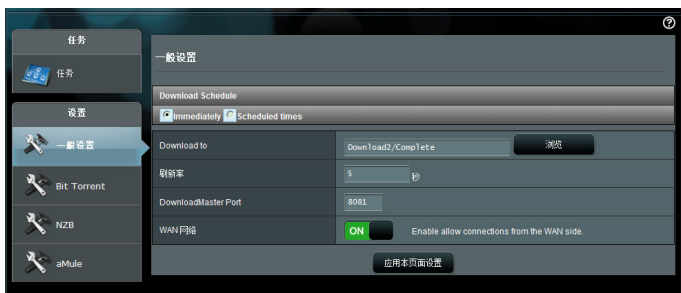 任务
任务
设置
一般设置
Bit Torrent
NZB
aMule
一般设置
Download Schedule
Immediately Scheduled times
Download to Download2/Complete 浏览
刷新率 5 秒
DownloadMaster Port 8081
WAN 网络 ON Enable allow connections from the WAN side.
应用本页面设置